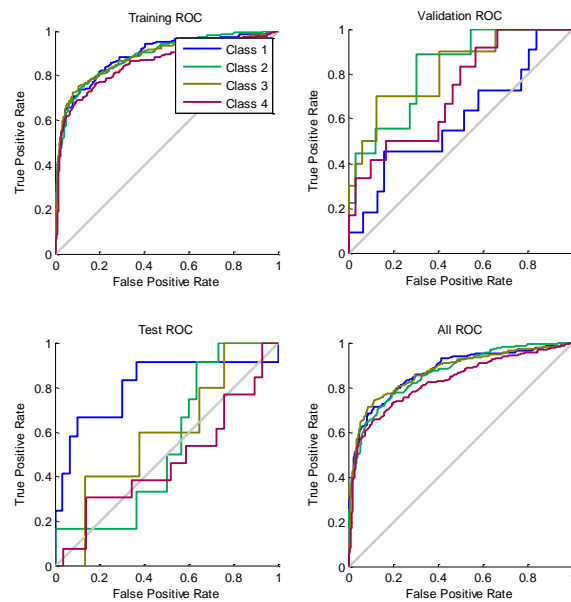 Training ROC
Validation ROC
1
0.8
0.6
0.4
0.2
0
True Positive Rate
Class 1
Class 2
Class 3
Class 4
0 0.2 0.4 0.6 0.8 1
False Positive Rate
1
0.8
0.6
0.4
0.2
0
True Positive Rate
0 0.2 0.4 0.6 0.8 1
False Positive Rate
Test ROC
All ROC
1
0.8
0.6
0.4
0.2
0
True Positive Rate
0 0.2 0.4 0.6 0.8 1
False Positive Rate
1
0.8
0.6
0.4
0.2
0
True Positive Rate
0 0.2 0.4 0.6 0.8 1
False Positive Rate